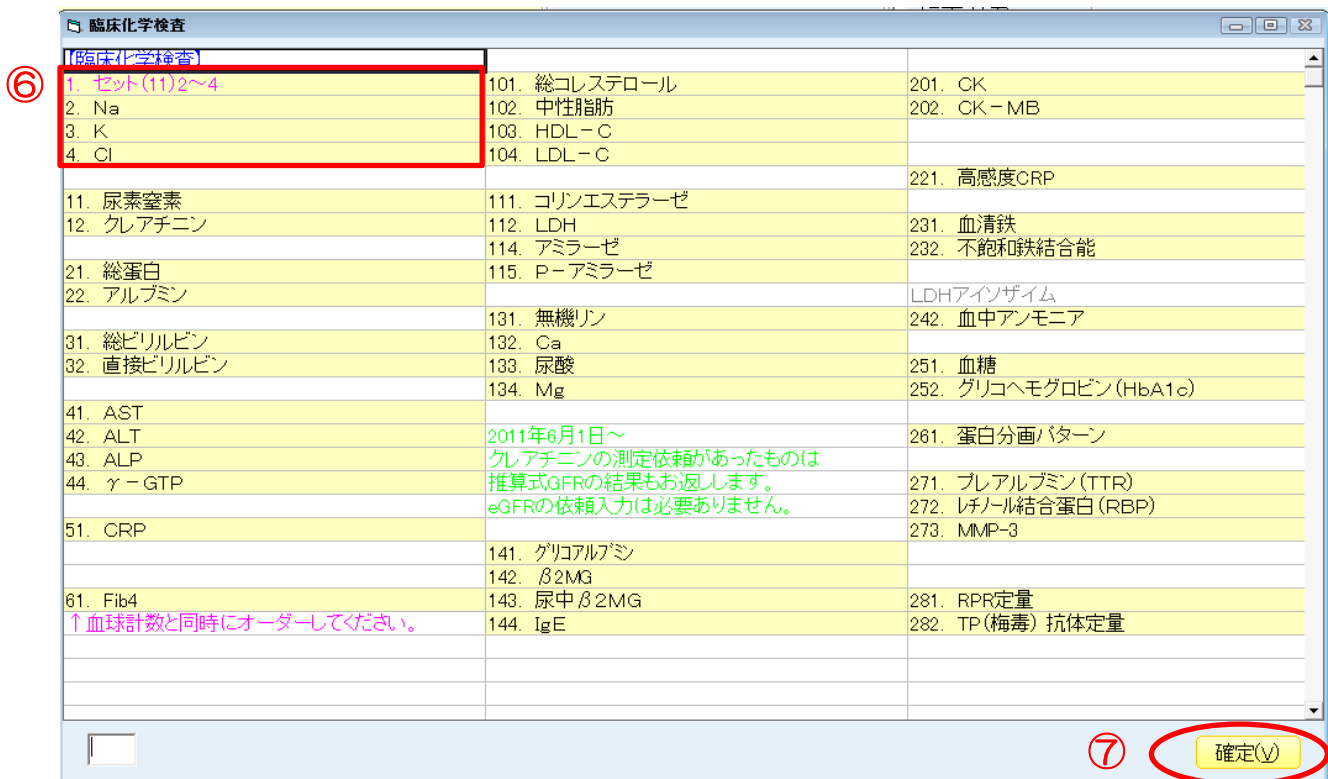 臨床化学検査
【臨床化学検査】
⑥
1. セット(11)2～4
2. Na
3. K
4. Cl
11. 尿素窒素
12. クレアチニン
21. 総蛋白
22. アルブミン
31. 総ビリルビン
32. 直接ビリルビン
41. AST
42. ALT
43. ALP
44. γ－GTP
51. CRP
61. Fib4
↑血球計数と同時にオーダーしてください。
101. 総コレステロール
102. 中性脂肪
103. HDL－C
104. LDL－C
111. コリンエステラーゼ
112. LDH
114. アミラーゼ
115. P－アミラーゼ
131. 無機リン
132. Ca
133. 尿酸
134. Mg
2011年6月1日～
クレアチニンの測定依頼があったものは
推算式GFRの結果もお返しします。
eGFRの依頼入力は必要ありません。
141. グリコアルブミン
142. β2MG
143. 尿中β2MG
144. IgE
201. CK
202. CK－MB
221. 高感度CRP
231. 血清鉄
232. 不飽和鉄結合能
LDHアイソザイム
242. 血中アンモニア
251. 血糖
252. グリコヘモグロビン(HbA1c)
261. 蛋白分画パターン
271. プレアルブミン(TTR)
272. レチノール結合蛋白(RBP)
273. MMP-3
281. RPR定量
282. TP(梅毒) 抗体定量
⑦
確定(V)